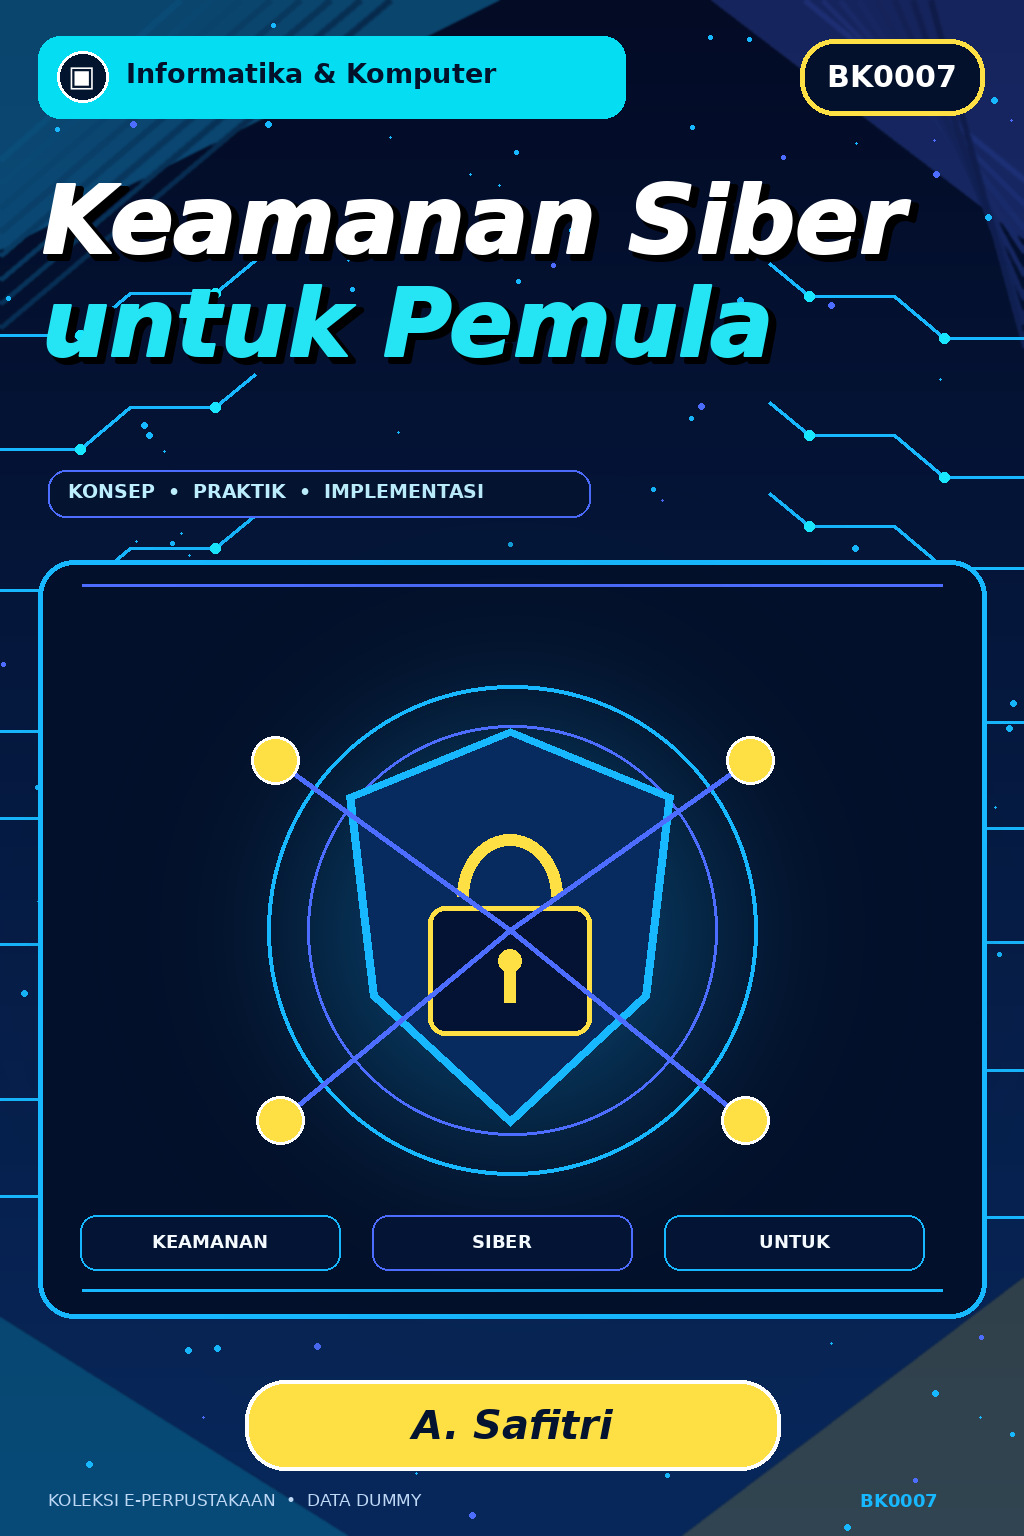 Informatika & Komputer
BK0007
Keamanan Siber
untuk Pemula
KONSEP • PRAKTIK • IMPLEMENTASI
KEAMANAN
SIBER
UNTUK
A. Safitri
KOLEKSI E-PERPUSTAKAAN • DATA DUMMY
BK0007